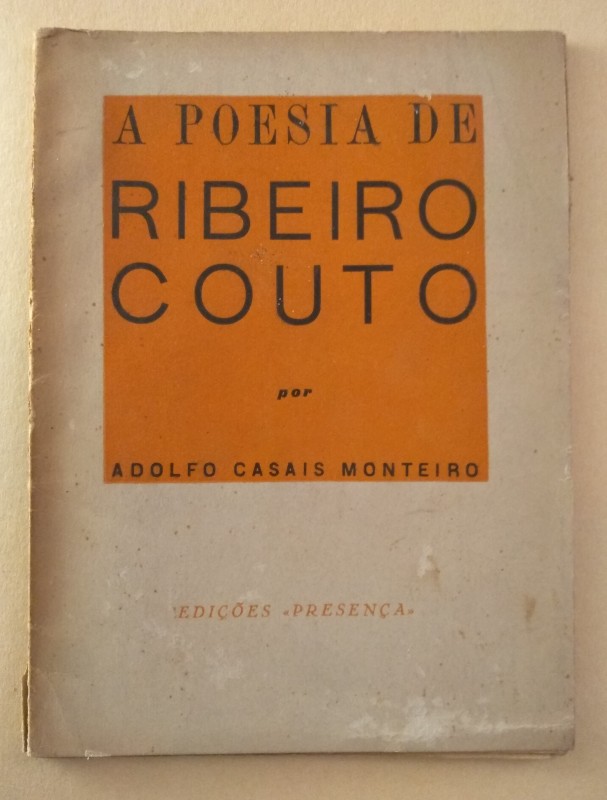 A POESIA DE
RIBEIRO
COUTO
por
ADOLFO CASAIS MONTEIRO
EDIÇÕES «PRESENÇA»